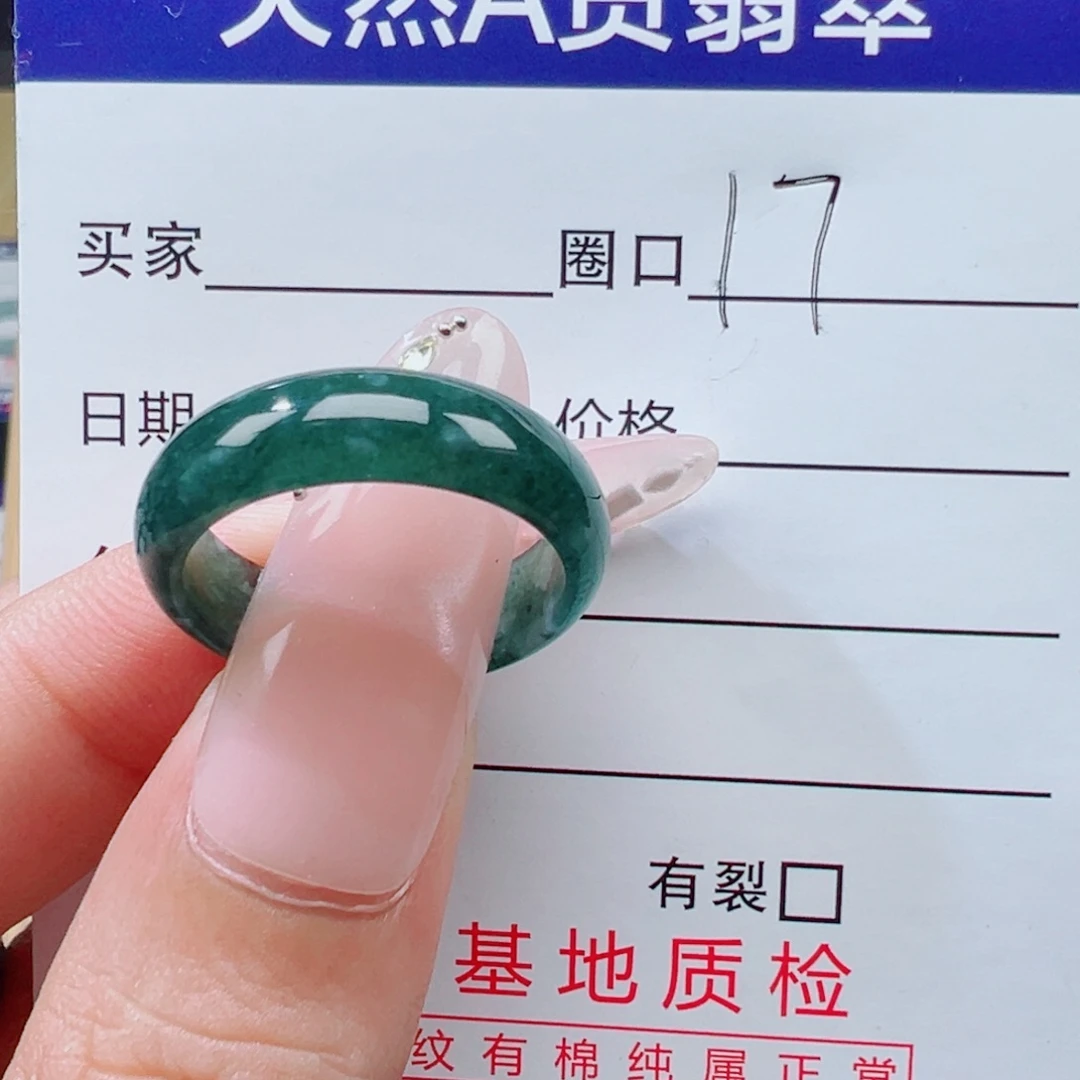 天然A货翡翠
买家 圈口 17
日期 价格
有裂□
基地质检
纹有棉纯属正常